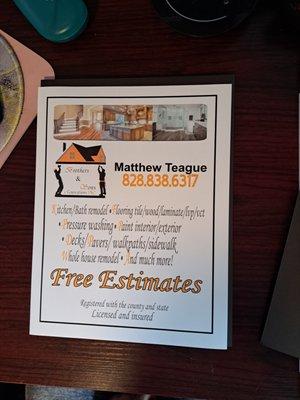 Brothers
&
Sons
Matthew Teague
828.838.6317
Kitchen/Bath remodel • Flooring tile/wood/laminate/lvp/vct
• Pressure washing • Paint interior/exterior
• Decks/Pavers/ walkpaths/sidewalk
Whole house remodel • And much more!
Free Estimates
Registered with the county and state
Licensed and insured